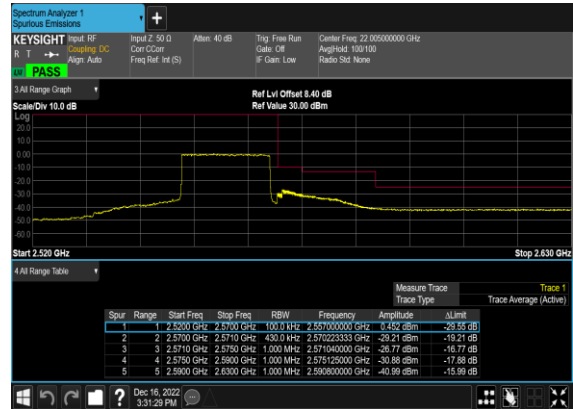 Spectrum Analyzer 1
Spurious Emissions
+
KEYSIGHT Input: RF Input Z: 50 Ω Atten: 40 dB Trig: Free Run Center Freq: 22.005000000 GHz
R T Coupling: DC Corr CCorr Gate: Off Avg|Hold: 100/100
Align: Auto Freq Ref: Int (S) IF Gain: Low Radio Std: None
LW PASS
3 All Range Graph
Ref Lvl Offset 8.40 dB
Scale/Div 10.0 dB Ref Value 30.00 dBm
Log
20.0
10.0
0.00
-10.0
-20.0
-30.0
-40.0
-50.0
-60.0
Start 2.520 GHz Stop 2.630 GHz
4 All Range Table
Measure Trace Trace 1
Trace Type Trace Average (Active)
Spur Range Start Freq Stop Freq RBW Frequency Amplitude ΔLimit
1 1 2.5200 GHz 2.5700 GHz 100.0 kHz 2.557000000 GHz 0.452 dBm -29.55 dB
2 2 2.5700 GHz 2.5710 GHz 430.0 kHz 2.570223333 GHz -29.21 dBm -19.21 dB
3 3 2.5710 GHz 2.5750 GHz 1.000 MHz 2.571040000 GHz -26.77 dBm -16.77 dB
4 4 2.5750 GHz 2.5900 GHz 1.000 MHz 2.575125000 GHz -30.88 dBm -17.88 dB
5 5 2.5900 GHz 2.6300 GHz 1.000 MHz 2.590800000 GHz -40.99 dBm -15.99 dB
? Dec 16, 2022
3:31:29 PM